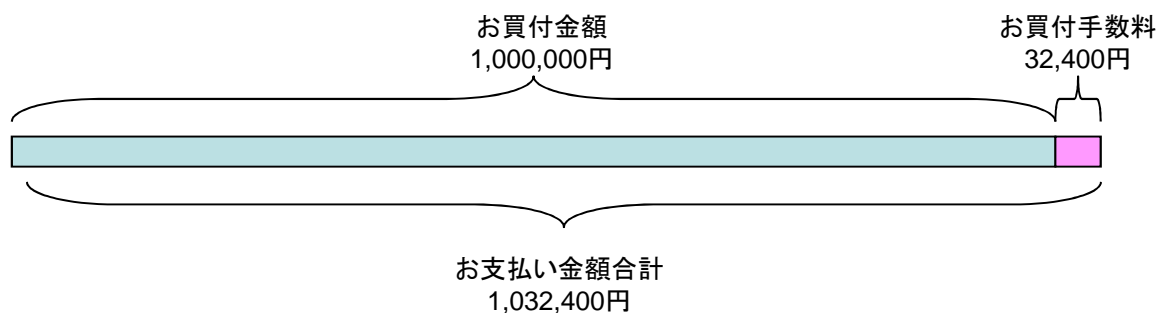 お買付金額
1,000,000円
お買付手数料
32,400円
お支払い金額合計
1,032,400円